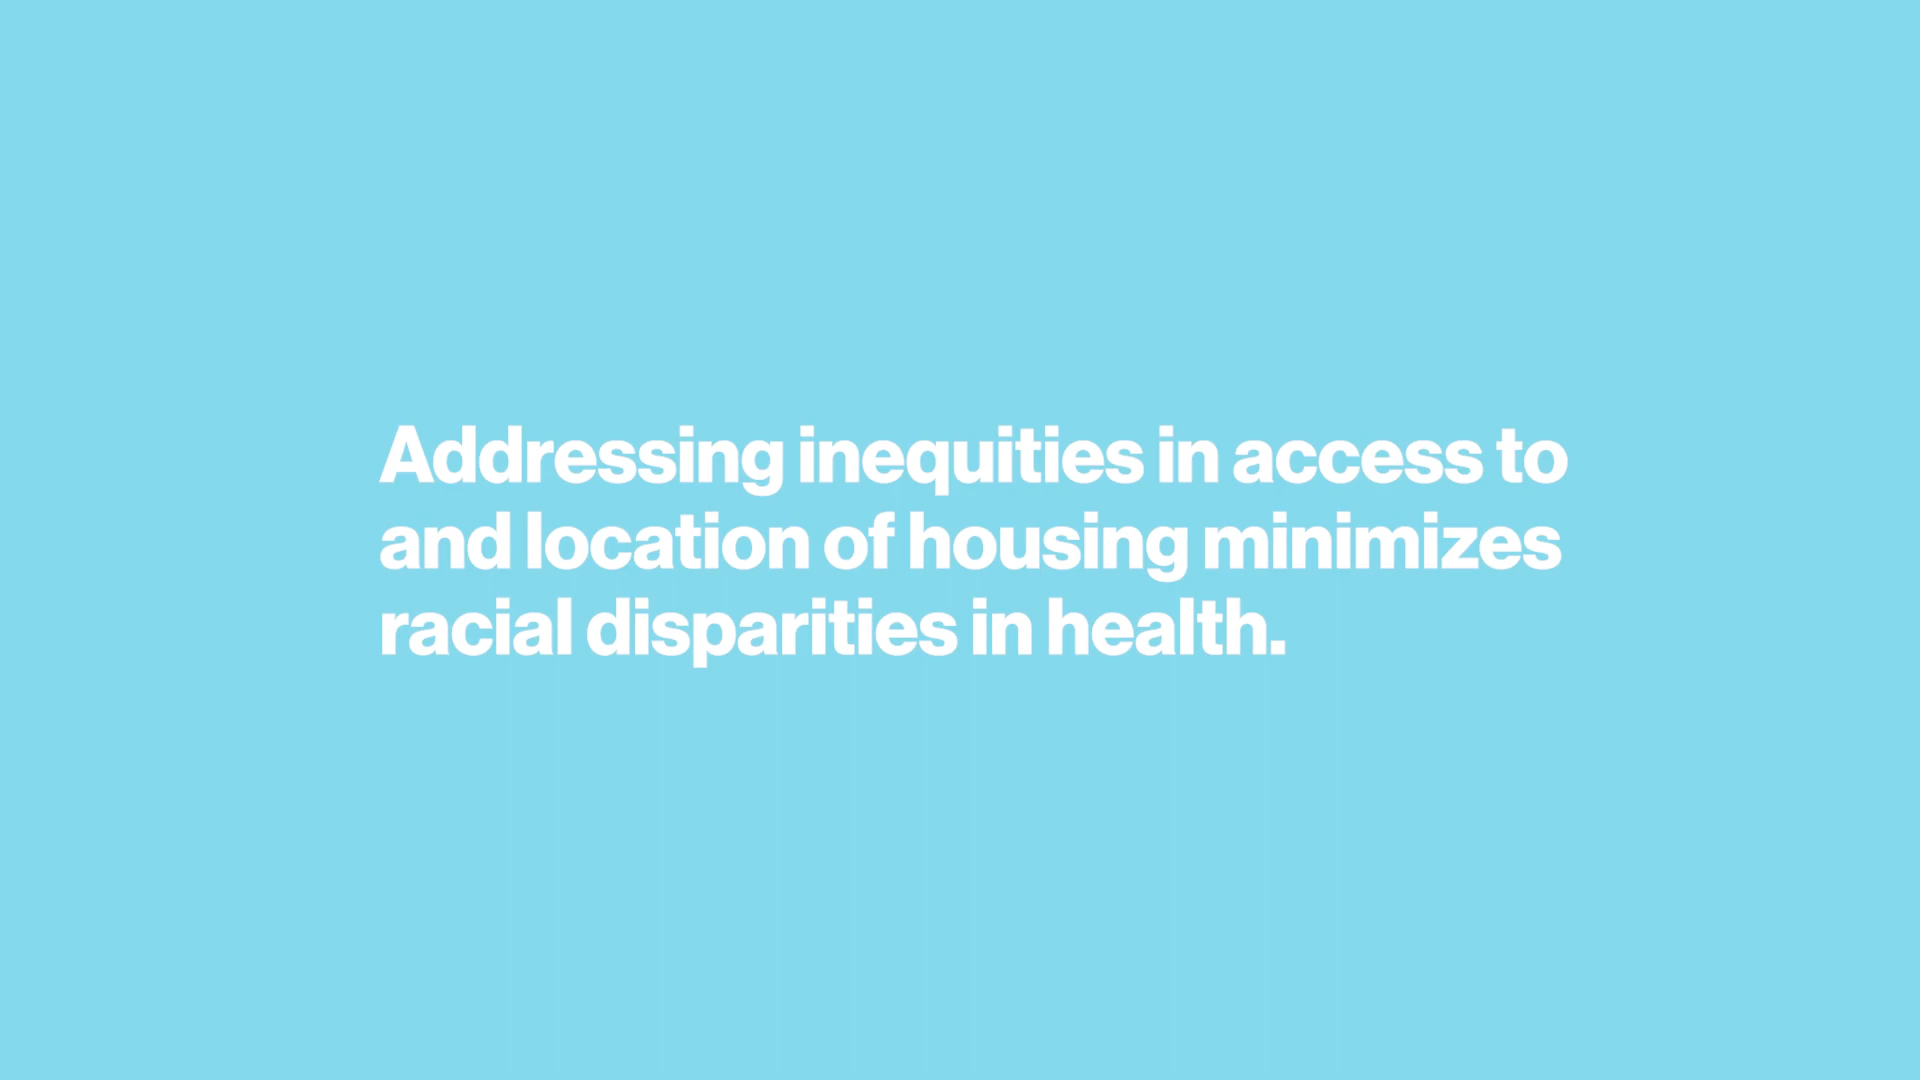 Addressing inequities in access to
and location of housing minimizes
racial disparities in health.